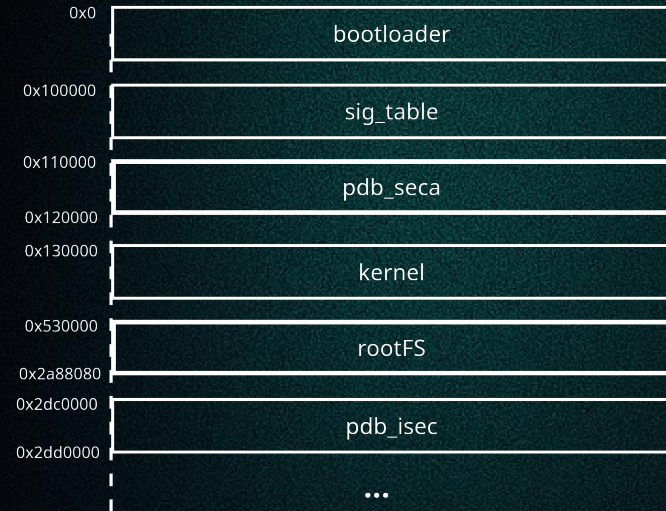 0x0
bootloader
0x100000
sig_table
0x110000
pdb_seca
0x120000
0x130000
kernel
0x530000
rootFS
0x2a88080
0x2dc0000
pdb_isec
0x2dd0000
...